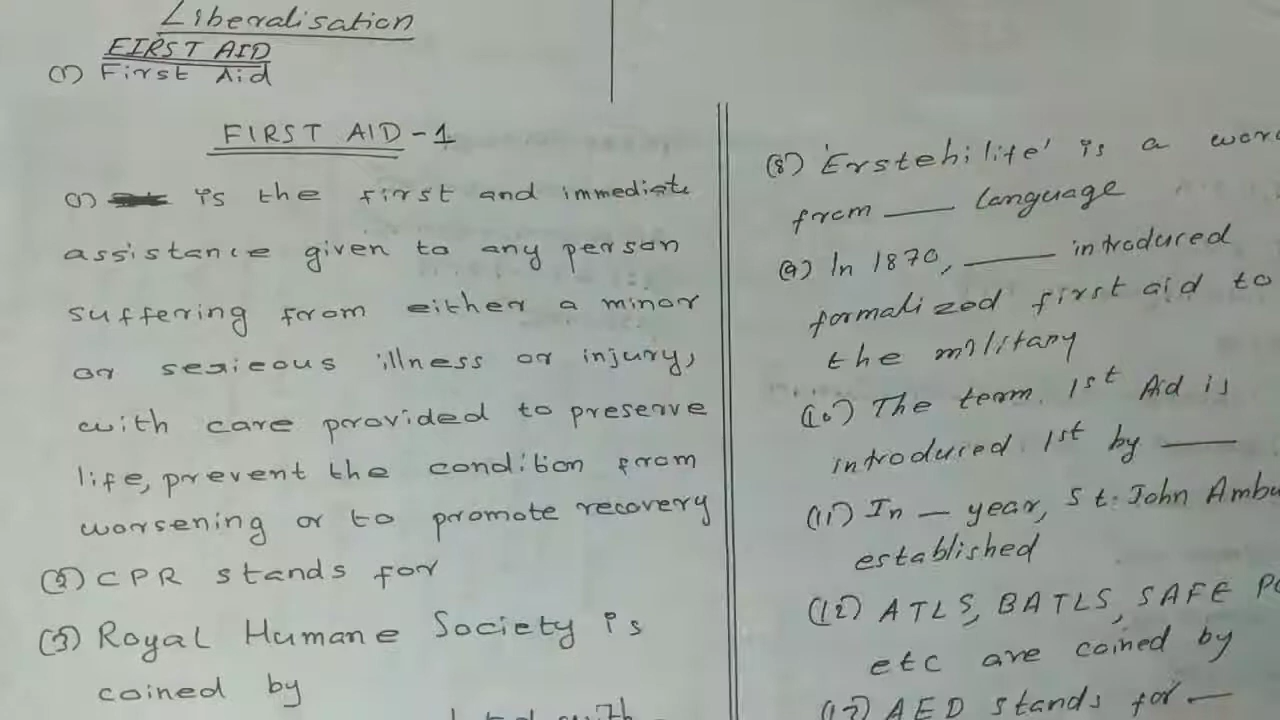 Liberalisation
FIRST AID
(1) First Aid
FIRST AID-1
(1) is the first and immediate
assistance given to any person
suffering from either a minor
or serieous illness or injury,
with care provided to preserve
life, prevent the condition from
worsening or to promote recovery
(2) CPR stands for
(3) Royal Humane Society is
coined by
(8) 'Erstehilife' is a word
from ___ language
(9) In 1870, ___ introdured
formalized first aid to
the military
(10) The term 1st Aid is
introduced 1st by ___
(11) In — year, St. John Ambu
established
(12) ATLS, BATLS, SAFE PO
etc are coined by
(13) AED stands for —